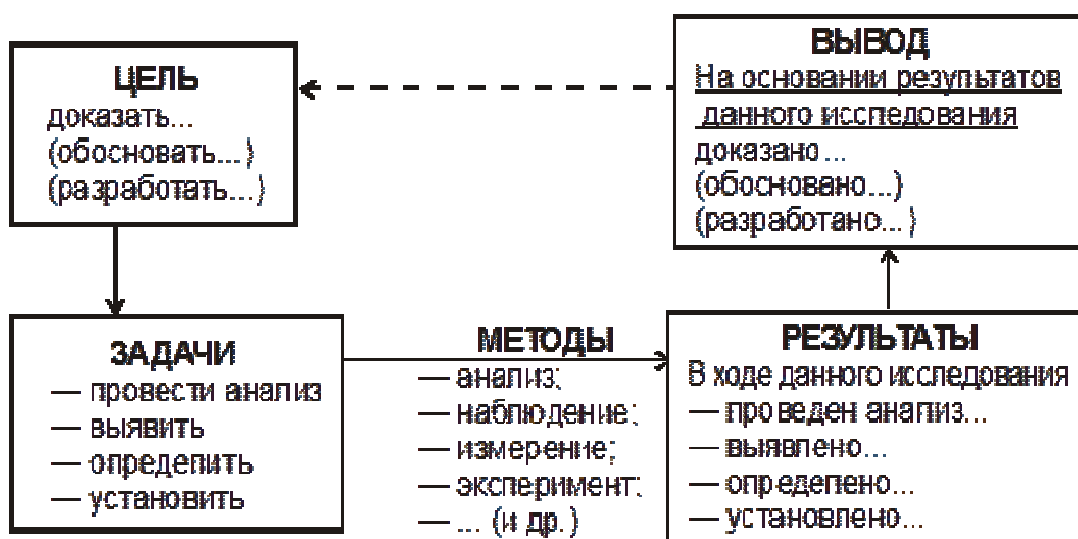 ЦЕЛЬ
доказать...
(обосновать...)
(разработать...)
ЗАДАЧИ
— провести анализ
— выявить
— определить
— установить
МЕТОДЫ
— анализ;
— наблюдение;
— измерение;
— эксперимент;
— ... (и др.)
РЕЗУЛЬТАТЫ
В ходе данного исследования
— проведен анализ...
— выявлено...
— определено...
— установлено...
ВЫВОД
На основании результатов
данного исследования
доказано...
(обосновано...)
(разработано...)